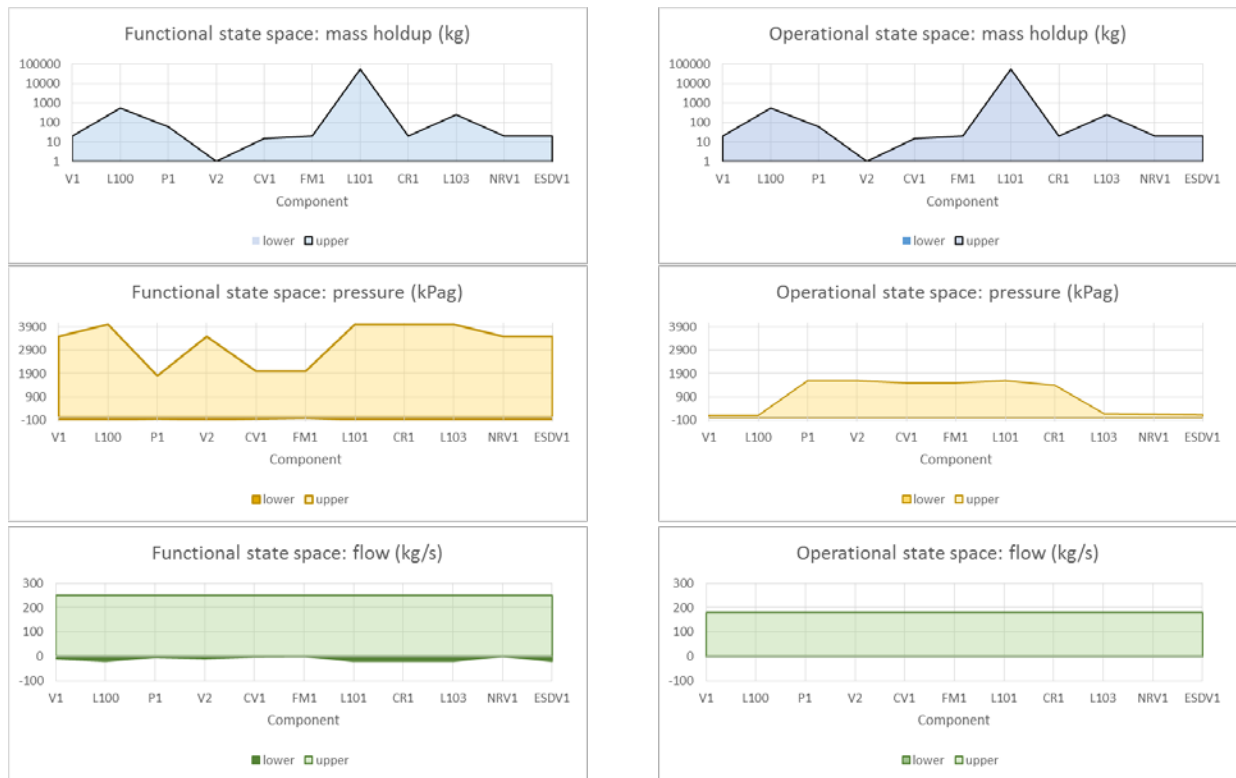 Functional state space: mass holdup (kg)
100000
10000
1000
100
10
1
V1 L100 P1 V2 CV1 FM1 L101 CR1 L103 NRV1 ESDV1
Component
lower upper
Operational state space: mass holdup (kg)
100000
10000
1000
100
10
1
V1 L100 P1 V2 CV1 FM1 L101 CR1 L103 NRV1 ESDV1
Component
lower upper
Functional state space: pressure (kPag)
3900
2900
1900
900
-100
V1 L100 P1 V2 CV1 FM1 L101 CR1 L103 NRV1 ESDV1
Component
lower upper
Operational state space: pressure (kPag)
3900
2900
1900
900
-100
V1 L100 P1 V2 CV1 FM1 L101 CR1 L103 NRV1 ESDV1
Component
lower upper
Functional state space: flow (kg/s)
300
200
100
0
-100
V1 L100 P1 V2 CV1 FM1 L101 CR1 L103 NRV1 ESDV1
Component
lower upper
Operational state space: flow (kg/s)
300
200
100
0
-100
V1 L100 P1 V2 CV1 FM1 L101 CR1 L103 NRV1 ESDV1
Component
lower upper